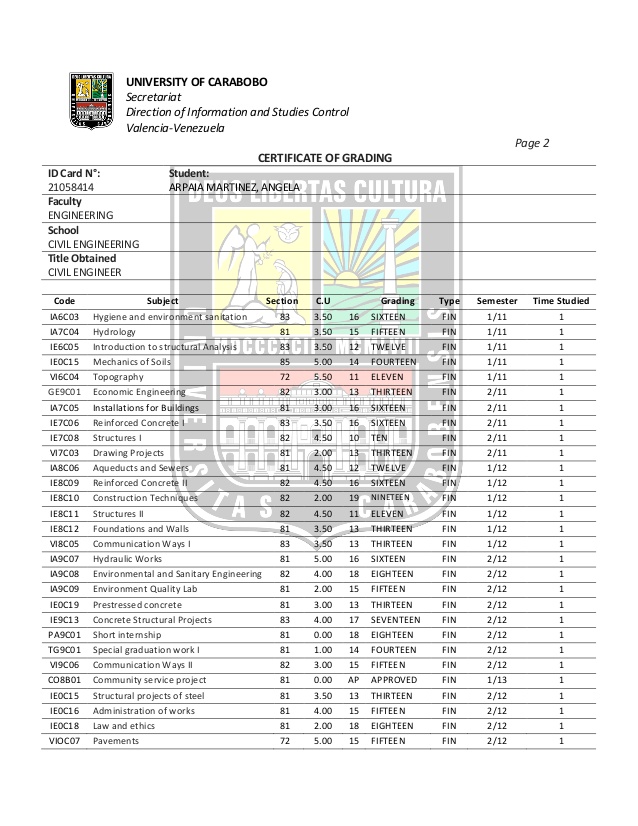 UNIVERSITY OF CARABOBO
Secretariat
Direction of Information and Studies Control
Valencia-Venezuela
Page 2
CERTIFICATE OF GRADING
ID Card N°: Student:
21058414 ARPAIA MARTINEZ, ANGELA
Faculty
ENGINEERING
School
CIVIL ENGINEERING
Title Obtained
CIVIL ENGINEER
Code Subject Section C.U Grading Type Semester Time Studied
IA6C03 Hygiene and environment sanitation 83 3.50 16 SIXTEEN FIN 1/11 1
IA7C04 Hydrology 81 3.50 15 FIFTEEN FIN 1/11 1
IE6C05 Introduction to structural Analysis 83 3.50 12 TWELVE FIN 1/11 1
IE0C15 Mechanics of Soils 85 5.00 14 FOURTEEN FIN 1/11 1
VI6C04 Topography 72 5.50 11 ELEVEN FIN 1/11 1
GE9C01 Economic Engineering 82 3.00 13 THIRTEEN FIN 2/11 1
IA7C05 Installations for Buildings 81 3.00 16 SIXTEEN FIN 2/11 1
IE7C06 Reinforced Concrete I 83 3.50 16 SIXTEEN FIN 2/11 1
IE7C08 Structures I 82 4.50 10 TEN FIN 2/11 1
VI7C03 Drawing Projects 81 2.00 13 THIRTEEN FIN 2/11 1
IA8C06 Aqueducts and Sewers 81 4.50 12 TWELVE FIN 1/12 1
IE8C09 Reinforced Concrete II 82 4.50 16 SIXTEEN FIN 1/12 1
IE8C10 Construction Techniques 82 2.00 19 NINETEEN FIN 1/12 1
IE8C11 Structures II 82 4.50 11 ELEVEN FIN 1/12 1
IE8C12 Foundations and Walls 81 3.50 13 THIRTEEN FIN 1/12 1
VI8C05 Communication Ways I 83 3.50 13 THIRTEEN FIN 1/12 1
IA9C07 Hydraulic Works 81 5.00 16 SIXTEEN FIN 2/12 1
IA9C08 Environmental and Sanitary Engineering 82 4.00 18 EIGHTEEN FIN 2/12 1
IA9C09 Environment Quality Lab 81 2.00 15 FIFTEEN FIN 2/12 1
IE0C19 Prestressed concrete 81 3.00 13 THIRTEEN FIN 2/12 1
IE9C13 Concrete Structural Projects 83 4.00 17 SEVENTEEN FIN 2/12 1
PA9C01 Short internship 81 0.00 18 EIGHTEEN FIN 2/12 1
TG9C01 Special graduation work I 81 1.00 14 FOURTEEN FIN 2/12 1
VI9C06 Communication Ways II 82 3.00 15 FIFTEEN FIN 2/12 1
CO8B01 Community service project 81 0.00 AP APPROVED FIN 1/13 1
IE0C15 Structural projects of steel 81 3.50 13 THIRTEEN FIN 2/12 1
IE0C16 Administration of works 81 4.00 15 FIFTEEN FIN 2/12 1
IE0C18 Law and ethics 81 2.00 18 EIGHTEEN FIN 2/12 1
VIOC07 Pavements 72 5.00 15 FIFTEEN FIN 2/12 1
DEUS LIBERTAS CULTURA